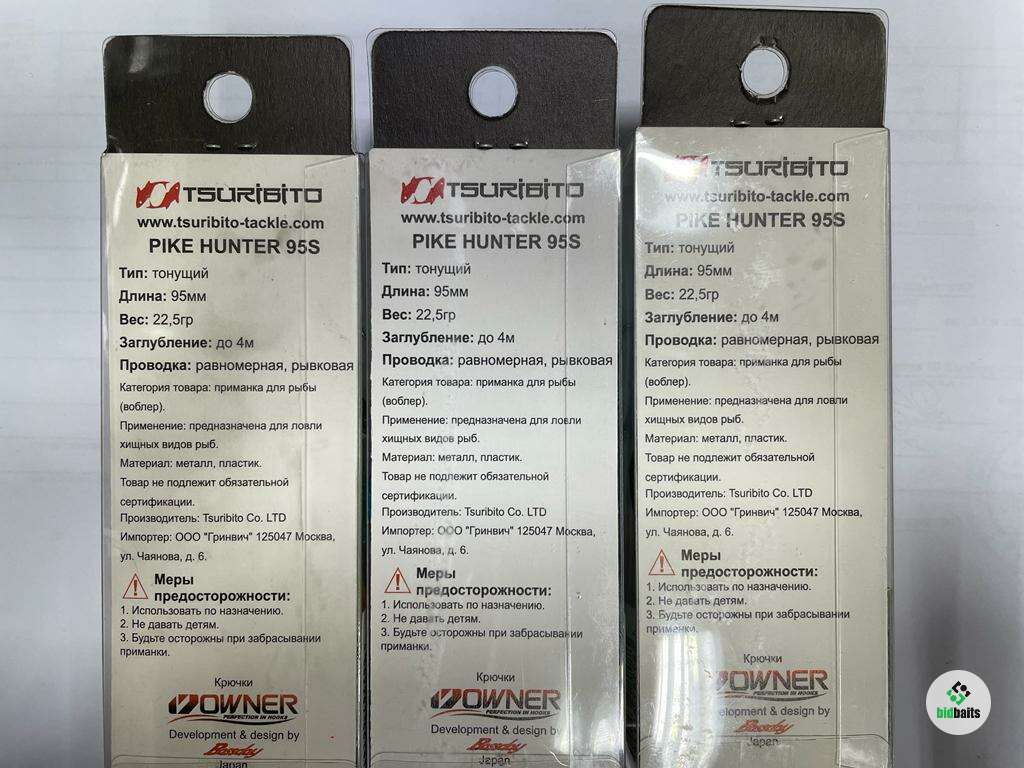 TSURIBITO
www.tsuribito-tackle.com
PIKE HUNTER 95S
Тип: тонущий
Длина: 95мм
Вес: 22,5гр
Заглубление: до 4м
Проводка: равномерная, рывковая
Категория товара: приманка для рыбы
(воблер).
Применение: предназначена для ловли
хищных видов рыб.
Материал: металл, пластик.
Товар не подлежит обязательной
сертификации.
Производитель: Tsuribito Co. LTD
Импортер: ООО "Гринвич" 125047 Москва,
ул. Чаянова, д. 6.
Меры
предосторожности:
1. Использовать по назначению.
2. Не давать детям.
3. Будьте осторожны при забрасывании
приманки.
Крючки
OWNER
PERFECTION IN HOOKS
Development & design by
Bassday
Japan
TSURIBITO
www.tsuribito-tackle.com
PIKE HUNTER 95S
Тип: тонущий
Длина: 95мм
Вес: 22,5гр
Заглубление: до 4м
Проводка: равномерная, рывковая
Категория товара: приманка для рыбы
(воблер).
Применение: предназначена для ловли
хищных видов рыб.
Материал: металл, пластик.
Товар не подлежит обязательной
сертификации.
Производитель: Tsuribito Co. LTD
Импортер: ООО "Гринвич" 125047 Москва,
ул. Чаянова, д. 6.
Меры
предосторожности:
1. Использовать по назначению.
2. Не давать детям.
3. Будьте осторожны при забрасывании
приманки.
Крючки
OWNER
PERFECTION IN HOOKS
Development & design by
Bassday
Japan
TSURIBITO
www.tsuribito-tackle.com
PIKE HUNTER 95S
Тип: тонущий
Длина: 95мм
Вес: 22,5гр
Заглубление: до 4м
Проводка: равномерная, рывковая
Категория товара: приманка для рыбы
(воблер).
Применение: предназначена для ловли
хищных видов рыб.
Материал: металл, пластик.
Товар не подлежит обязательной
сертификации.
Производитель: Tsuribito Co. LTD
Импортер: ООО "Гринвич" 125047 Москва,
ул. Чаянова, д. 6.
Меры
предосторожности:
1. Использовать по назначению.
2. Не давать детям.
3. Будьте осторожны при забрасывании
приманки.
Крючки
OWNER
PERFECTION IN HOOKS
Development & design by
Bassday
Japan
bidbaits